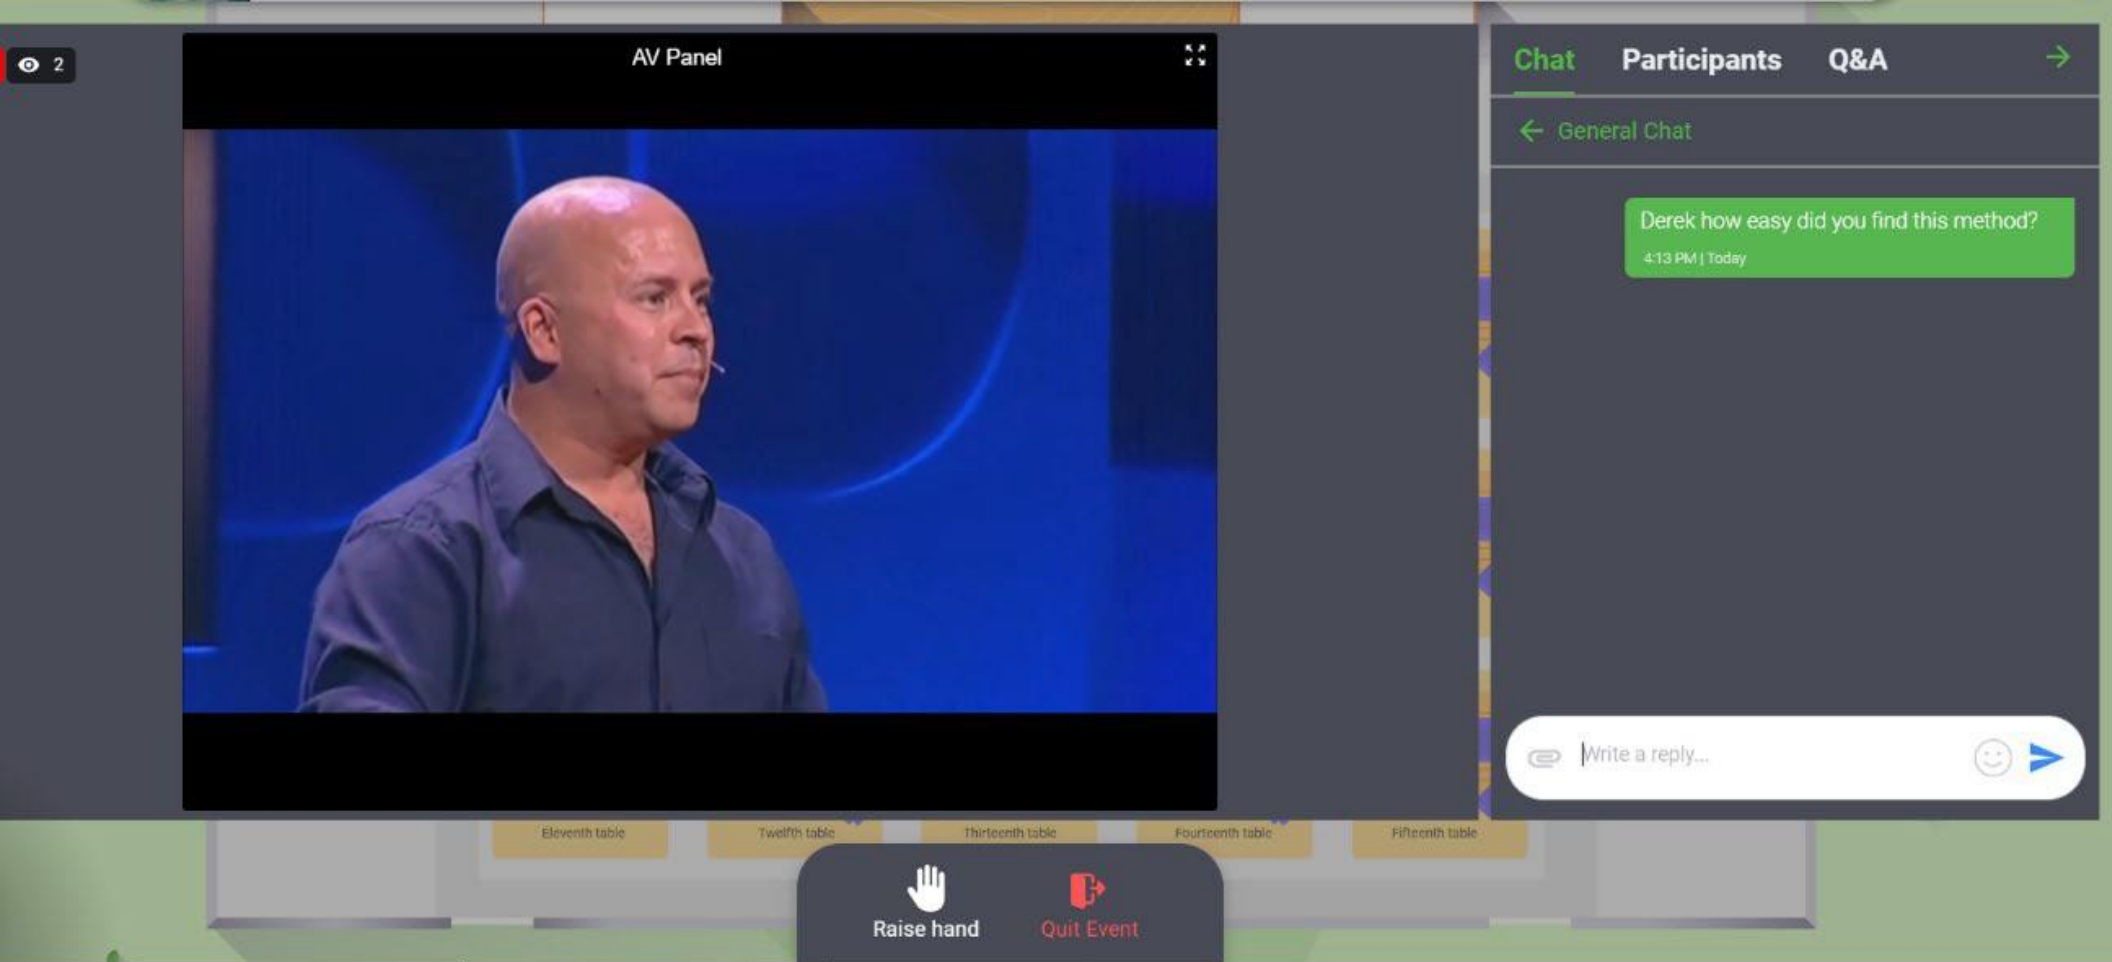 2
AV Panel
Chat Participants Q&A
General Chat
Derek how easy did you find this method?
4:13 PM | Today
Write a reply...
Eleventh table
Twelfth table
Thirteenth table
Fourteenth table
Fifteenth table
Raise hand
Quit Event